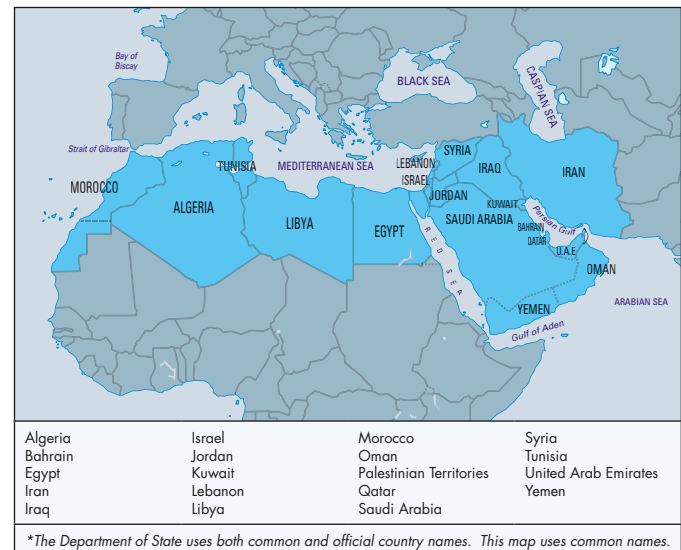 Bay of
Biscay
BLACK SEA
CASPIAN SEA
Strait of Gibraltar
TUNISIA
MEDITERRANEAN SEA
LEBANON
SYRIA
ISRAEL
IRAQ
IRAN
MOROCCO
JORDAN
ALGERIA
KUWAIT
LIBYA
EGYPT
SAUDI ARABIA
Persian Gulf
BAHRAIN
QATAR
U.A.E.
RED SEA
OMAN
ARABIAN SEA
YEMEN
Gulf of Aden
Algeria
Bahrain
Egypt
Iran
Iraq
Israel
Jordan
Kuwait
Lebanon
Libya
Morocco
Oman
Palestinian Territories
Qatar
Saudi Arabia
Syria
Tunisia
United Arab Emirates
Yemen
*The Department of State uses both common and official country names. This map uses common names.